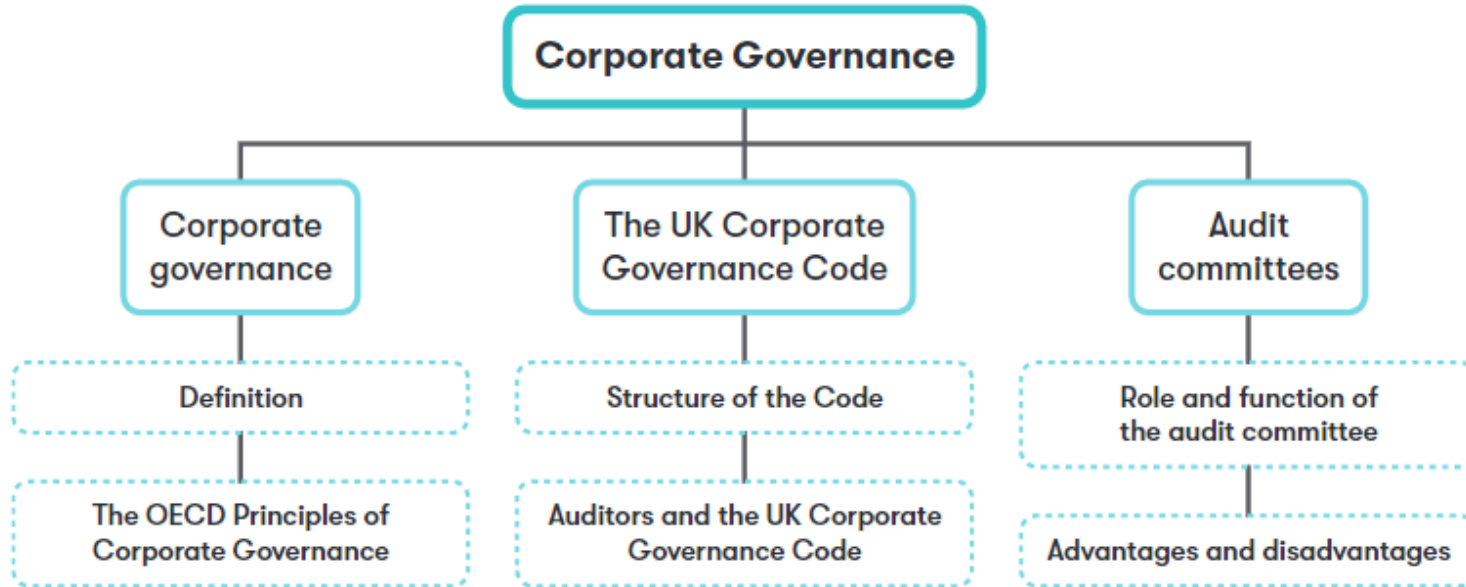 Corporate Governance
Corporate
governance
The UK Corporate
Governance Code
Audit
committees
Definition
Structure of the Code
Role and function of
the audit committee
The OECD Principles of
Corporate Governance
Auditors and the UK Corporate
Governance Code
Advantages and disadvantages